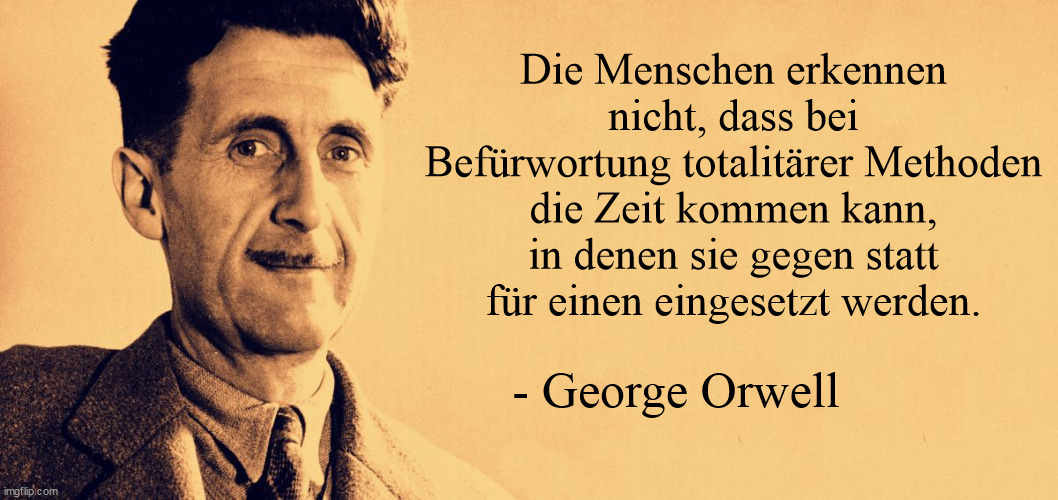 Die Menschen erkennen
nicht, dass bei
Befürwortung totalitärer Methoden
die Zeit kommen kann,
in denen sie gegen statt
für einen eingesetzt werden.
- George Orwell
imgflip.com